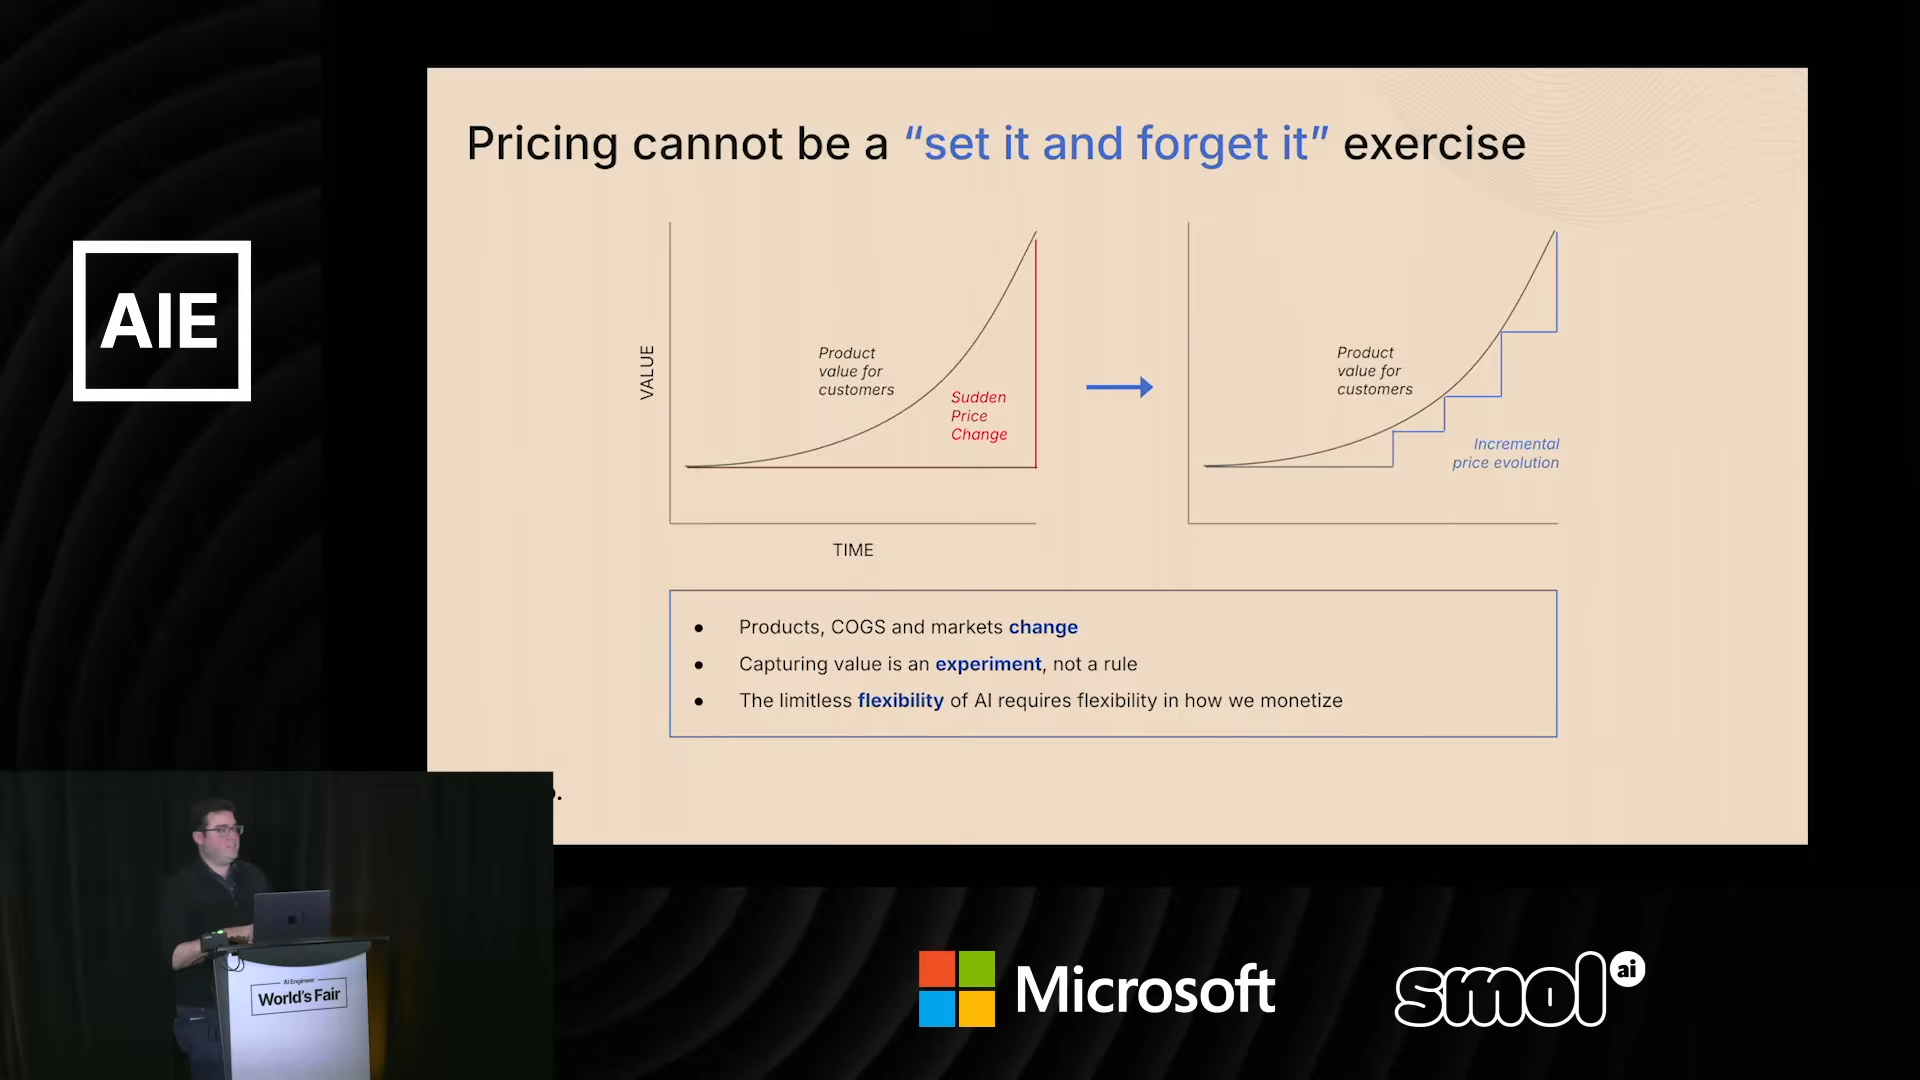 Pricing cannot be a “set it and forget it” exercise
AIE
VALUE
Product
value for
customers
Sudden
Price
Change
TIME
Product
value for
customers
Incremental
price evolution
● Products, COGS and markets change
● Capturing value is an experiment, not a rule
● The limitless flexibility of AI requires flexibility in how we monetize
AI Engineer
World's Fair
Microsoft
smol ai